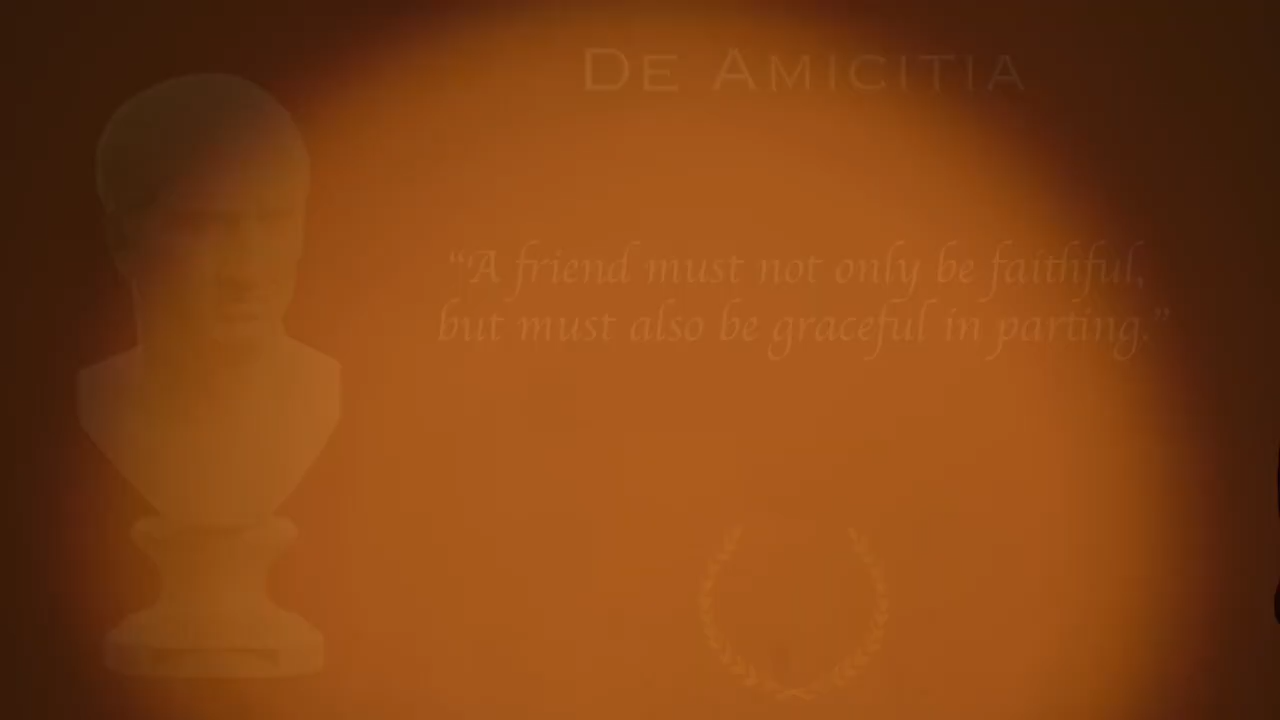 DE AMICITIA
“A friend must not only be faithful,
but must also be graceful in parting.”